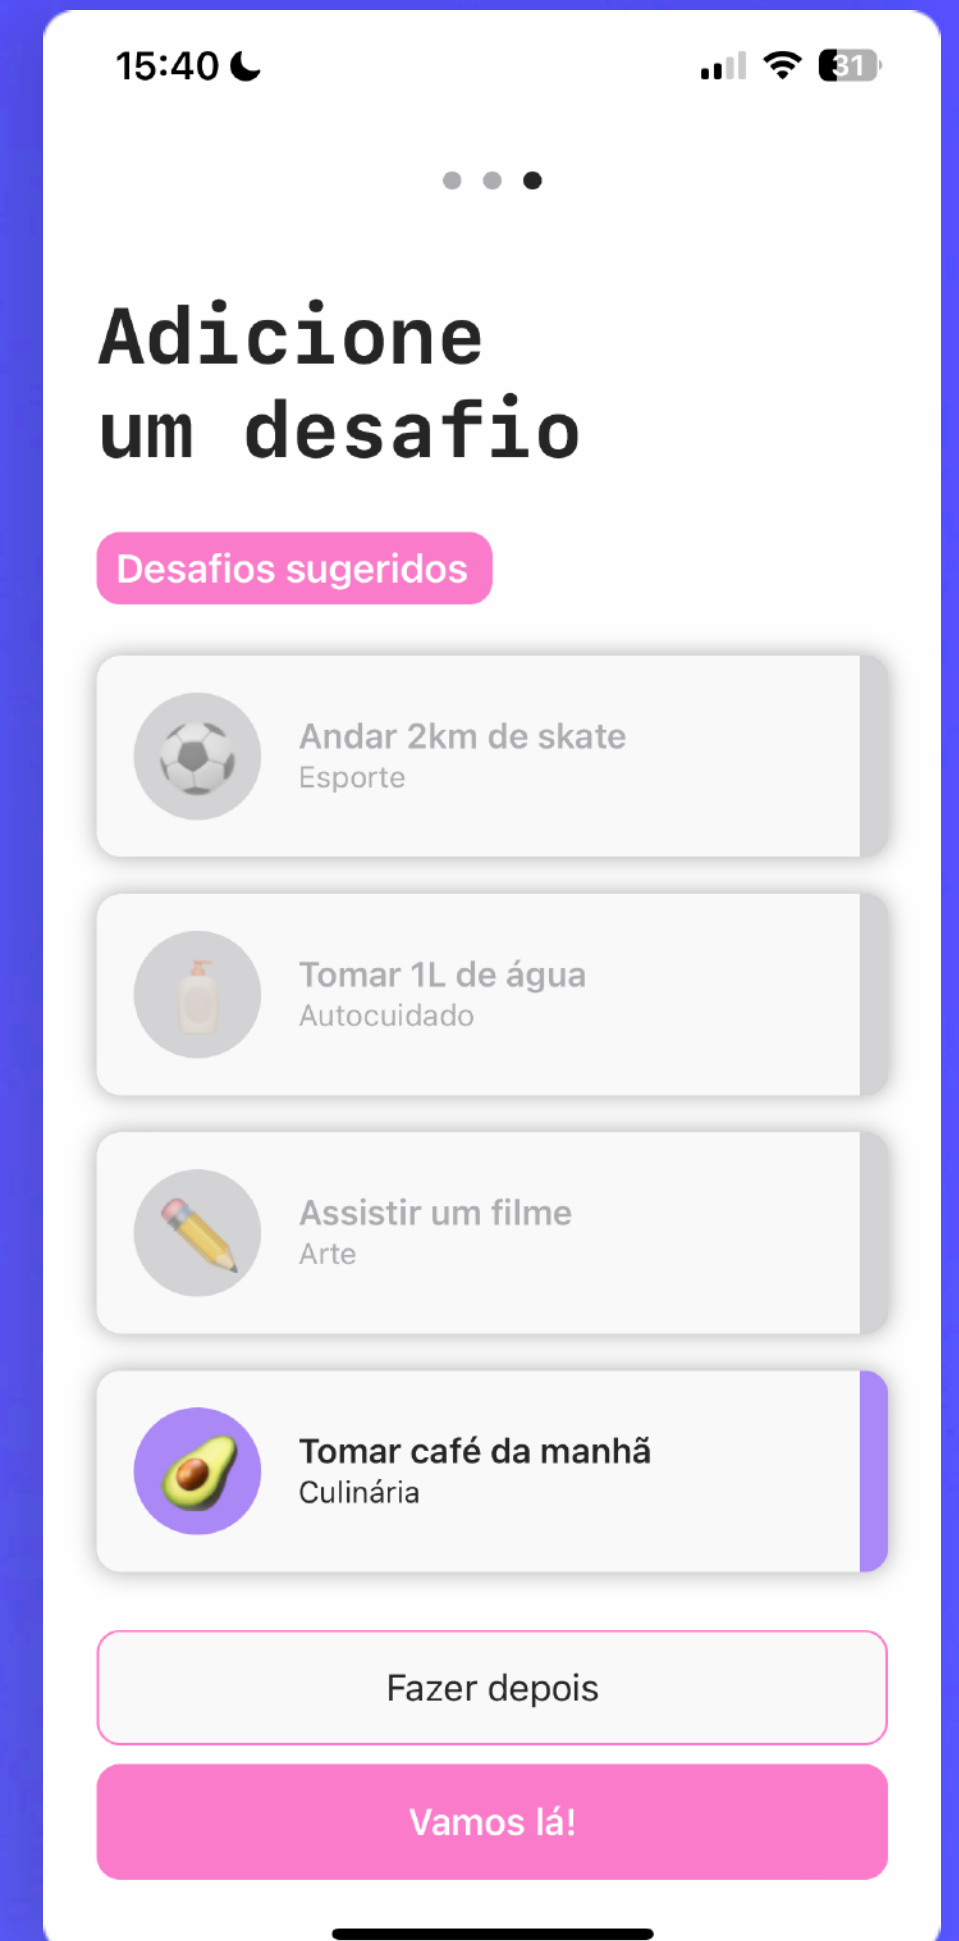 15:40
31
Adicione
um desafio
Desafios sugeridos
Andar 2km de skate
Esporte
Tomar 1L de água
Autocuidado
Assistir um filme
Arte
Tomar café da manhã
Culinária
Fazer depois
Vamos lá!